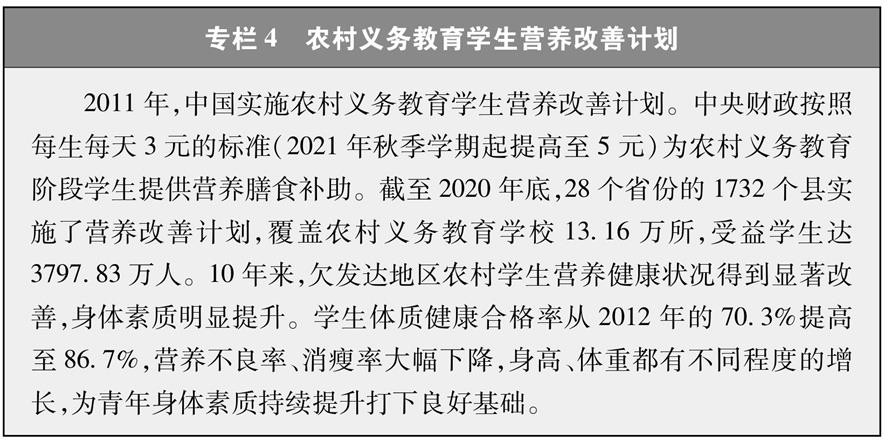 专栏 4 农村义务教育学生营养改善计划
2011 年,中国实施农村义务教育学生营养改善计划。中央财政按照
每生每天 3 元的标准(2021 年秋季学期起提高至 5 元)为农村义务教育
阶段学生提供营养膳食补助。截至 2020 年底,28 个省份的 1732 个县实
施了营养改善计划,覆盖农村义务教育学校 13.16 万所,受益学生达
3797.83 万人。10 年来,欠发达地区农村学生营养健康状况得到显著改
善,身体素质明显提升。学生体质健康合格率从 2012 年的 70.3%提高
至 86.7%,营养不良率、消瘦率大幅下降,身高、体重都有不同程度的增
长,为青年身体素质持续提升打下良好基础。